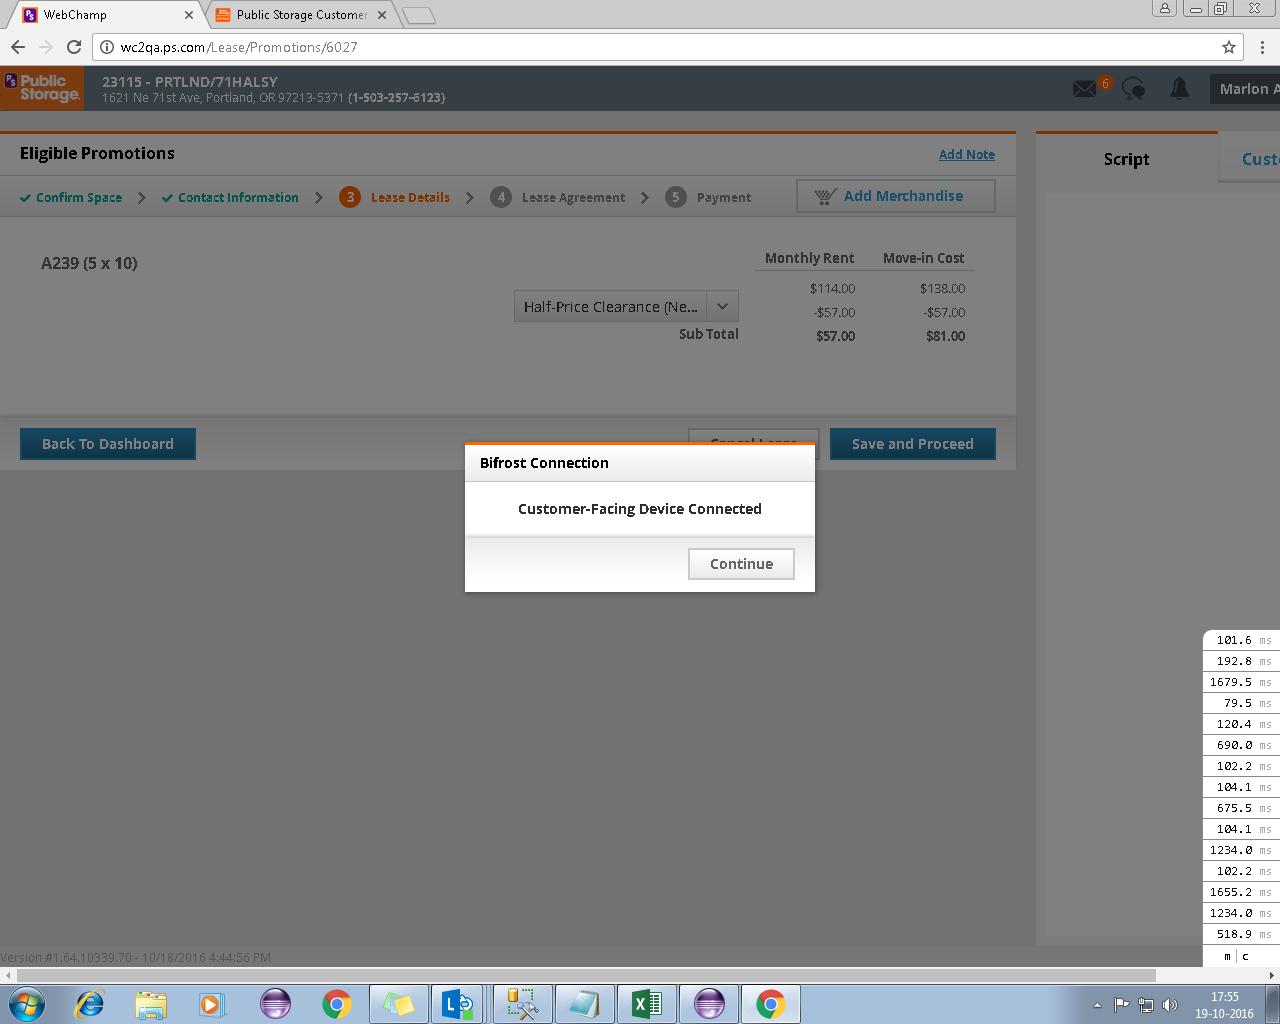 WebChamp
Public Storage Customer
wc2qa.ps.com/Lease/Promotions/6027
PS Public Storage.
23115 - PRTLND/71HALSY
1621 Ne 71st Ave, Portland, OR 97213-5371 (1-503-257-6123)
6
Marlon A
Eligible Promotions
Add Note
Script
Custo
Confirm Space
Contact Information
3 Lease Details
4 Lease Agreement
5 Payment
Add Merchandise
A239 (5 x 10)
Monthly Rent Move-in Cost
$114.00 $138.00
Half-Price Clearance (Ne...
-$57.00 -$57.00
Sub Total $57.00 $81.00
Back To Dashboard
Cancel Lease
Save and Proceed
Bifrost Connection
Customer-Facing Device Connected
Continue
101.6 ms
192.8 ms
1679.5 ms
79.5 ms
120.4 ms
690.0 ms
102.2 ms
104.1 ms
675.5 ms
104.1 ms
1234.0 ms
102.2 ms
1655.2 ms
1234.0 ms
518.9 ms
m | c
Version #1.64.10339.70 - 10/18/2016 4:44:56 PM
17:55
19-10-2016